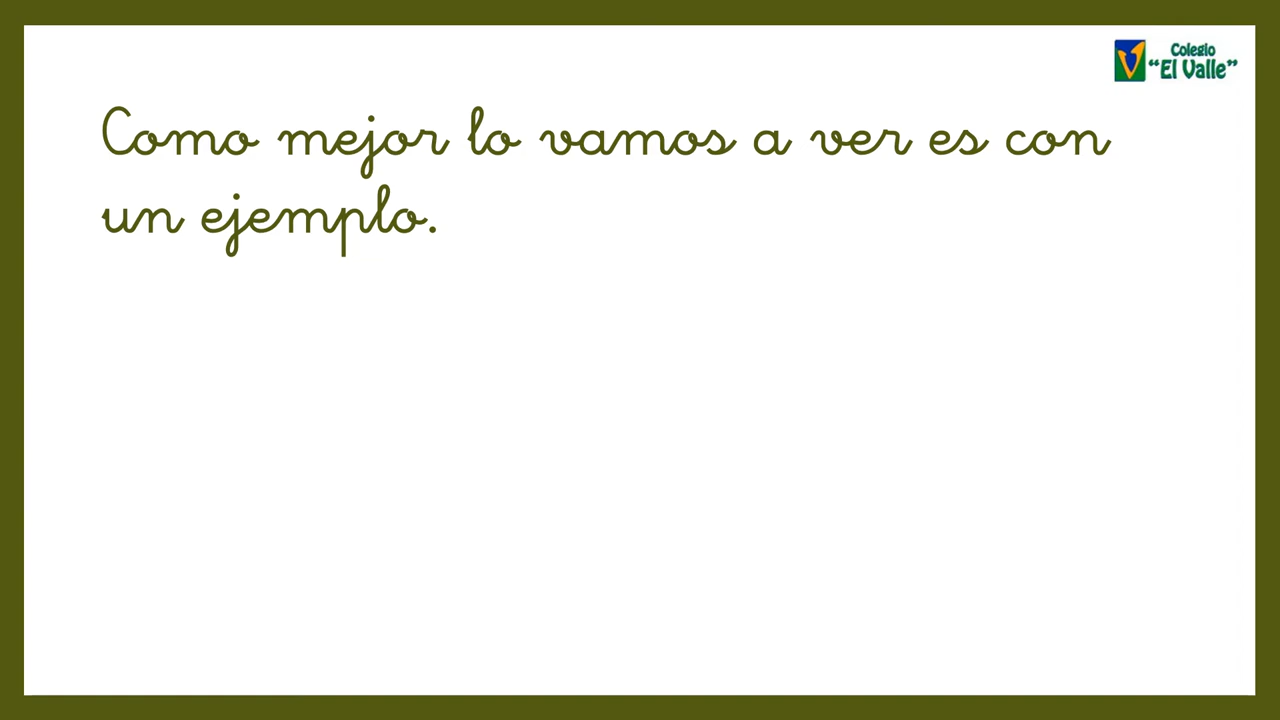 Colegio
“El Valle”
Como mejor lo vamos a ver es con
un ejemplo.